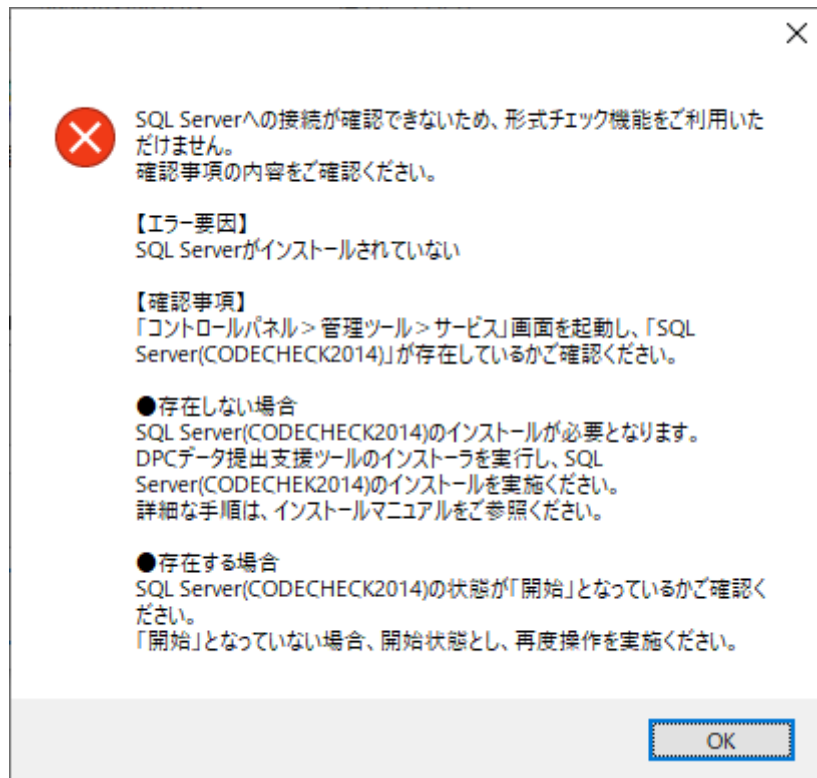 SQL Serverへの接続が確認できないため、形式チェック機能をご利用いた
だけません。
確認事項の内容をご確認ください。
【エラー要因】
SQL Serverがインストールされていない
【確認事項】
「コントロールパネル＞管理ツール＞サービス」画面を起動し、「SQL
Server(CODECHECK2014)」が存在しているかご確認ください。
●存在しない場合
SQL Server(CODECHECK2014)のインストールが必要となります。
DPCデータ提出支援ツールのインストーラを実行し、SQL
Server(CODECHEK2014)のインストールを実施ください。
詳細な手順は、インストールマニュアルをご参照ください。
●存在する場合
SQL Server(CODECHECK2014)の状態が「開始」となっているかご確認く
ださい。
「開始」となっていない場合、開始状態とし、再度操作を実施ください。
OK